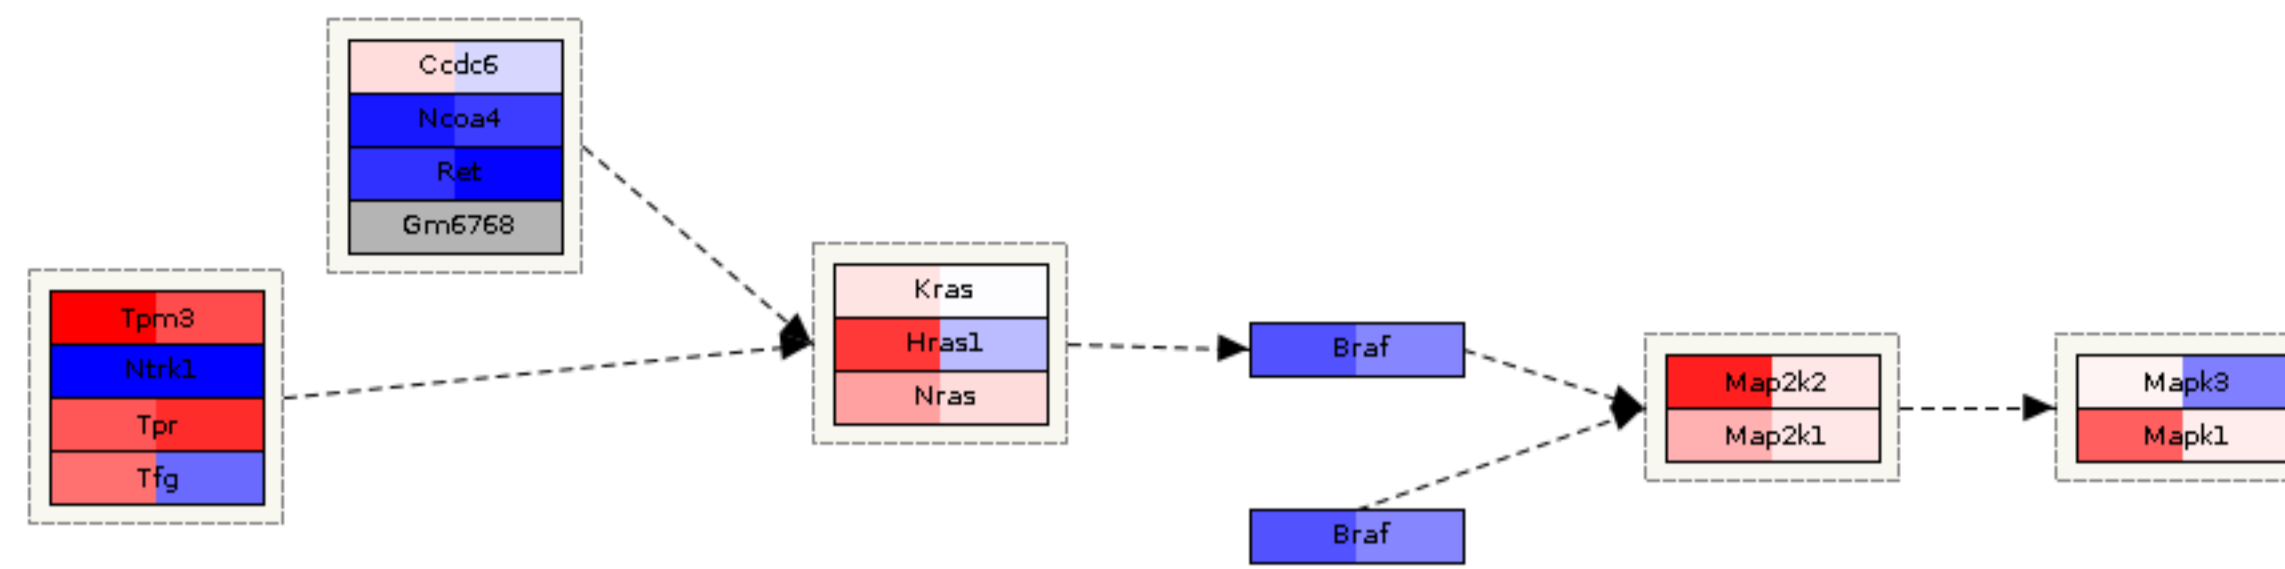 Ccdc6
Ncoa4
Ret
Gm6768
Tpm3
Ntrk1
Tpr
Tfg
Kras
Hras1
Nras
Braf
Braf
Map2k2
Map2k1
Mapk3
Mapk1